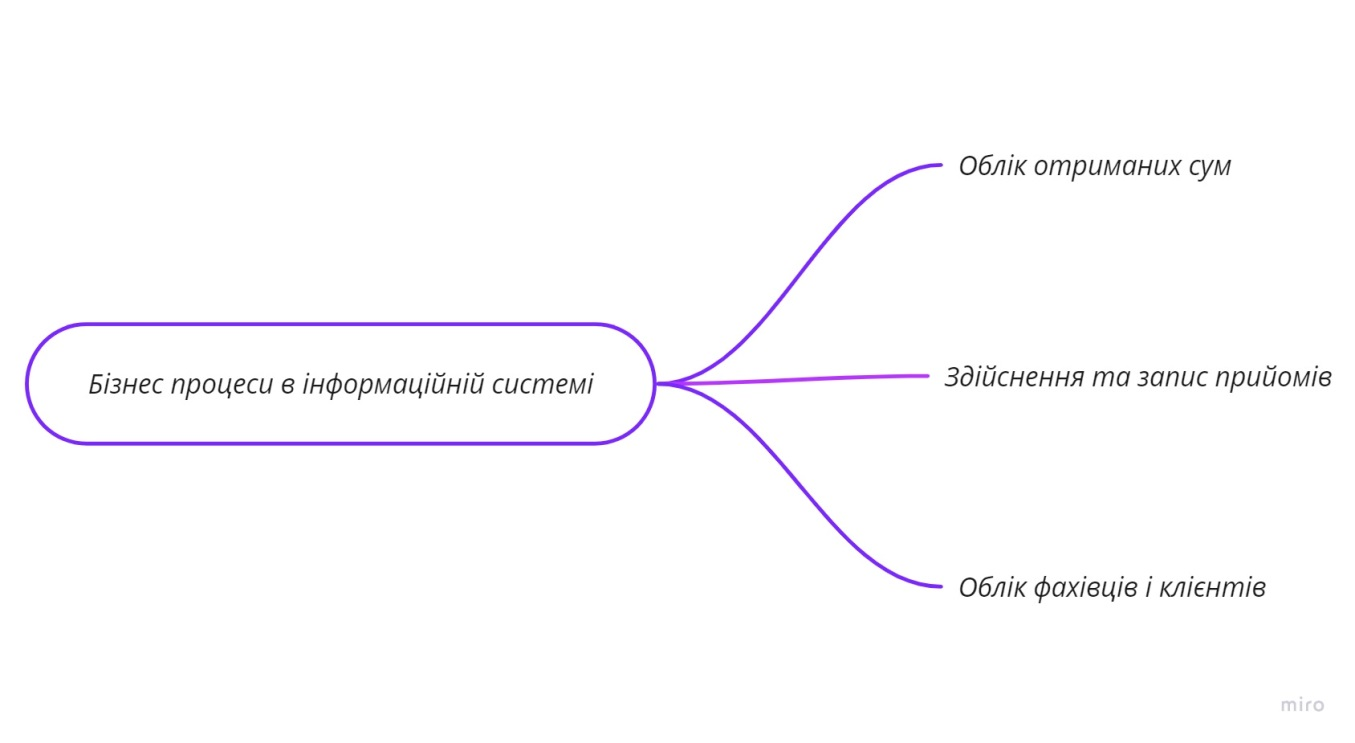 Облік отриманих сум
Бізнес процеси в інформаційній системі
Здійснення та запис прийомів
Облік фахівців і клієнтів
miro